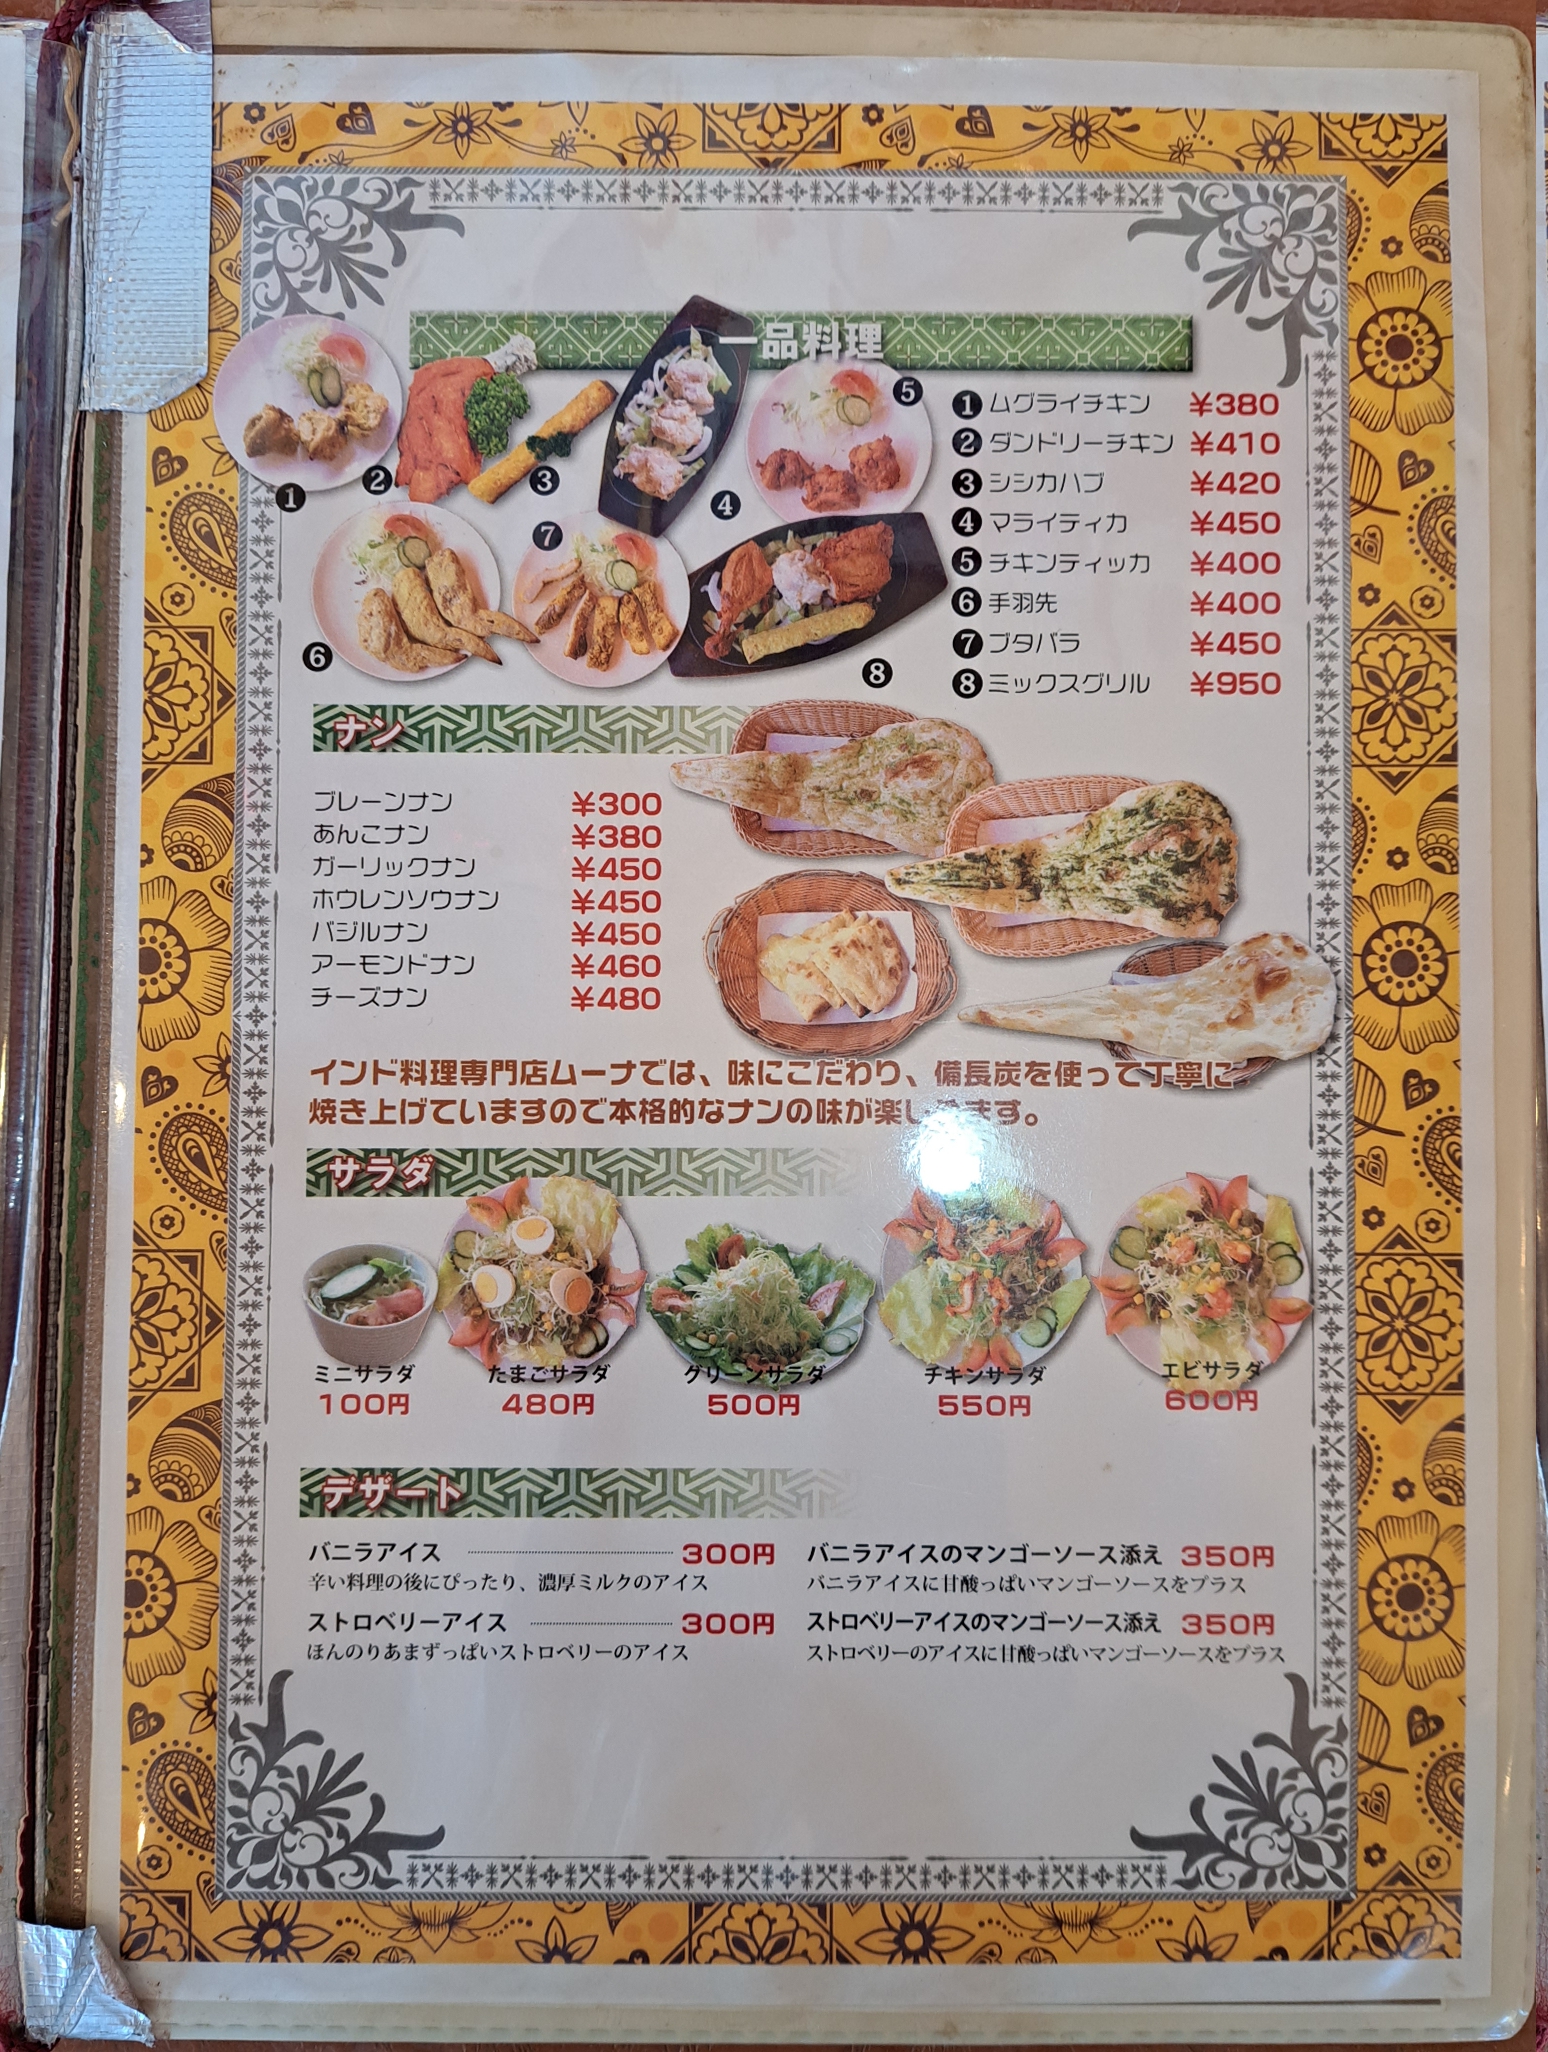 一品料理
❶ ムグライチキン ¥380
❷ ダンドリーチキン ¥410
❸ シシカハブ ¥420
❹ マライティカ ¥450
❺ チキンティッカ ¥400
❻ 手羽先 ¥400
❼ ブタバラ ¥450
❽ ミックスグリル ¥950
❶
❷
❸
❹
❺
❻
❼
❽
ナン
プレーンナン ¥300
あんこナン ¥380
ガーリックナン ¥450
ホウレンソウナン ¥450
バジルナン ¥450
アーモンドナン ¥460
チーズナン ¥480
インド料理専門店ムーナでは、味にこだわり、備長炭を使って丁寧に
焼き上げていますので本格的なナンの味が楽しめます。
サラダ
ミニサラダ
100円
たまごサラダ
480円
グリーンサラダ
500円
チキンサラダ
550円
エビサラダ
600円
デザート
バニラアイス 300円
辛い料理の後にぴったり、濃厚ミルクのアイス
ストロベリーアイス 300円
ほんのりあまずっぱいストロベリーのアイス
バニラアイスのマンゴーソース添え 350円
バニラアイスに甘酸っぱいマンゴーソースをプラス
ストロベリーアイスのマンゴーソース添え 350円
ストロベリーのアイスに甘酸っぱいマンゴーソースをプラス